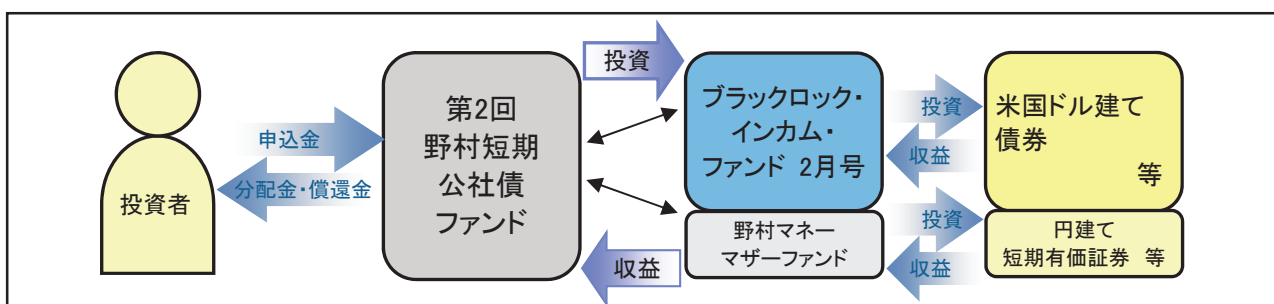 投資者
申込金
分配金・償還金
第2回
野村短期
公社債
ファンド
投資
収益
ブラックロック・
インカム・
ファンド 2月号
野村マネー
マザーファンド
投資
収益
投資
収益
米国ドル建て
債券
等
円建て
短期有価証券 等